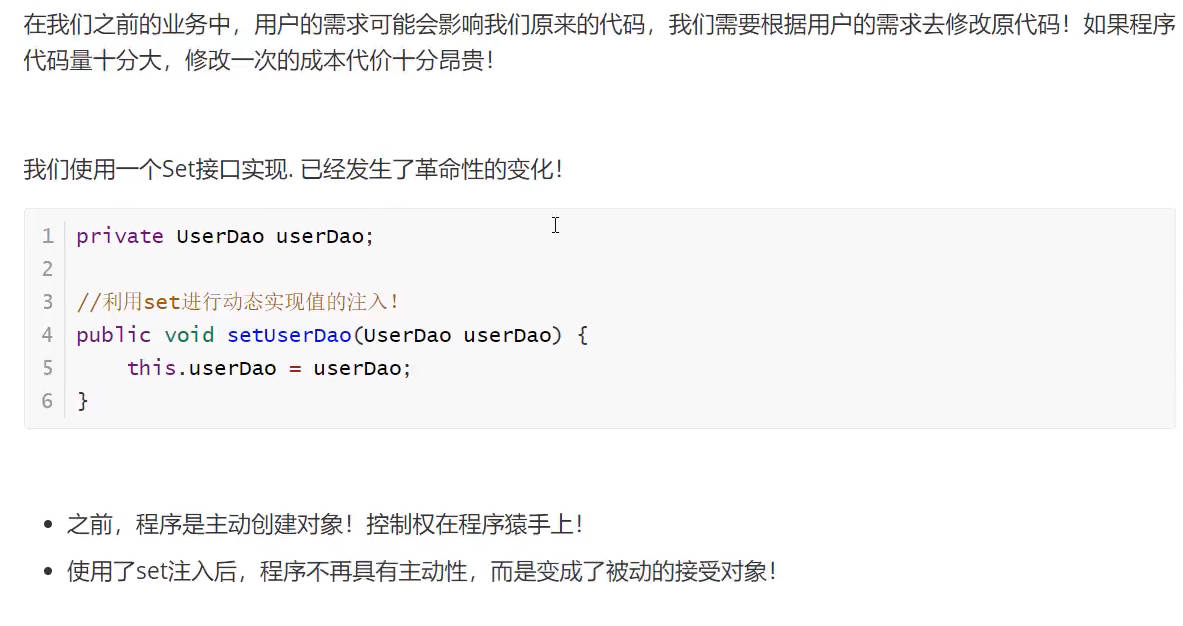 在我们之前的业务中，用户的需求可能会影响我们原来的代码，我们需要根据用户的需求去修改原代码！如果程序
代码量十分大，修改一次的成本代价十分昂贵！
我们使用一个Set接口实现. 已经发生了革命性的变化！
1 private UserDao userDao;
2
3 //利用set进行动态实现值的注入！
4 public void setUserDao(UserDao userDao) {
5     this.userDao = userDao;
6 }
• 之前，程序是主动创建对象！控制权在程序猿手上！
• 使用了set注入后，程序不再具有主动性，而是变成了被动的接受对象！